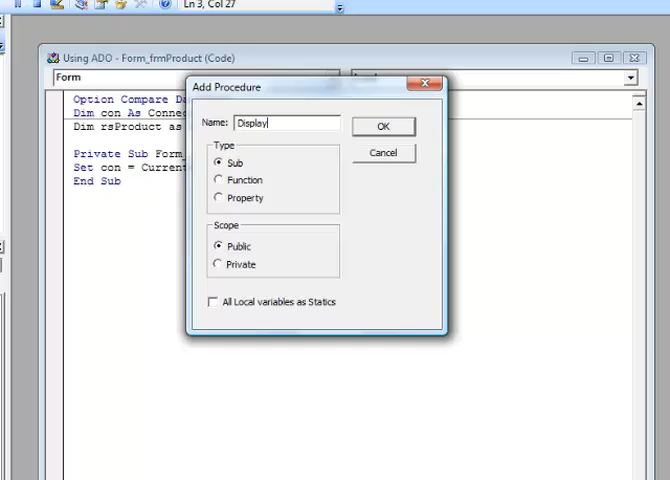 Ln 3, Col 27
Using ADO - Form_frmProduct (Code)
Form
Add Procedure
Option Compare Da
Dim con As Connec
Dim rsProduct as
Private Sub Form_
Set con = Current
End Sub
Name: Display
OK
Cancel
Type
Sub
Function
Property
Scope
Public
Private
All Local variables as Statics